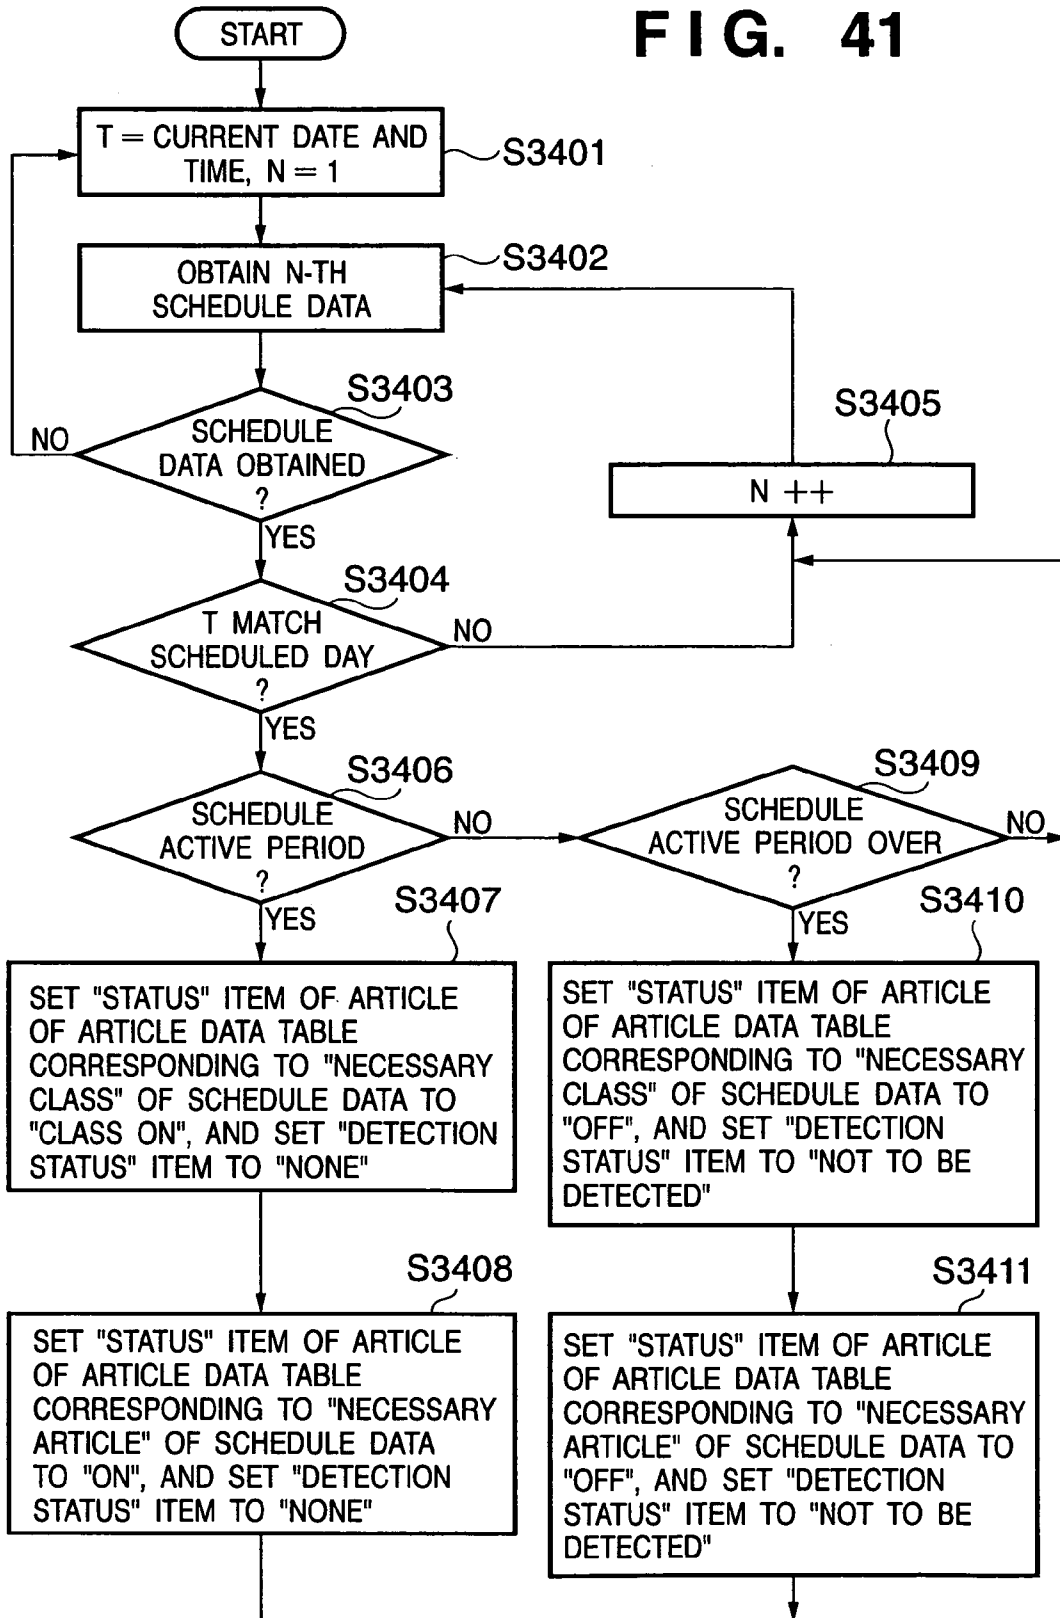 FIG. 41
START
T = CURRENT DATE AND
TIME, N = 1
S3401
OBTAIN N-TH
SCHEDULE DATA
S3402
S3403
SCHEDULE
DATA OBTAINED
?
NO
YES
S3405
N ++
S3404
T MATCH
SCHEDULED DAY
?
NO
YES
S3406
SCHEDULE
ACTIVE PERIOD
?
NO
YES
S3409
SCHEDULE
ACTIVE PERIOD OVER
?
NO
YES
S3407
SET "STATUS" ITEM OF ARTICLE
OF ARTICLE DATA TABLE
CORRESPONDING TO "NECESSARY
CLASS" OF SCHEDULE DATA TO
"CLASS ON", AND SET "DETECTION
STATUS" ITEM TO "NONE"
S3410
SET "STATUS" ITEM OF ARTICLE
OF ARTICLE DATA TABLE
CORRESPONDING TO "NECESSARY
CLASS" OF SCHEDULE DATA TO
"OFF", AND SET "DETECTION
STATUS" ITEM TO "NOT TO BE
DETECTED"
S3408
SET "STATUS" ITEM OF ARTICLE
OF ARTICLE DATA TABLE
CORRESPONDING TO "NECESSARY
ARTICLE" OF SCHEDULE DATA
TO "ON", AND SET "DETECTION
STATUS" ITEM TO "NONE"
S3411
SET "STATUS" ITEM OF ARTICLE
OF ARTICLE DATA TABLE
CORRESPONDING TO "NECESSARY
ARTICLE" OF SCHEDULE DATA TO
"OFF", AND SET "DETECTION
STATUS" ITEM TO "NOT TO BE
DETECTED"